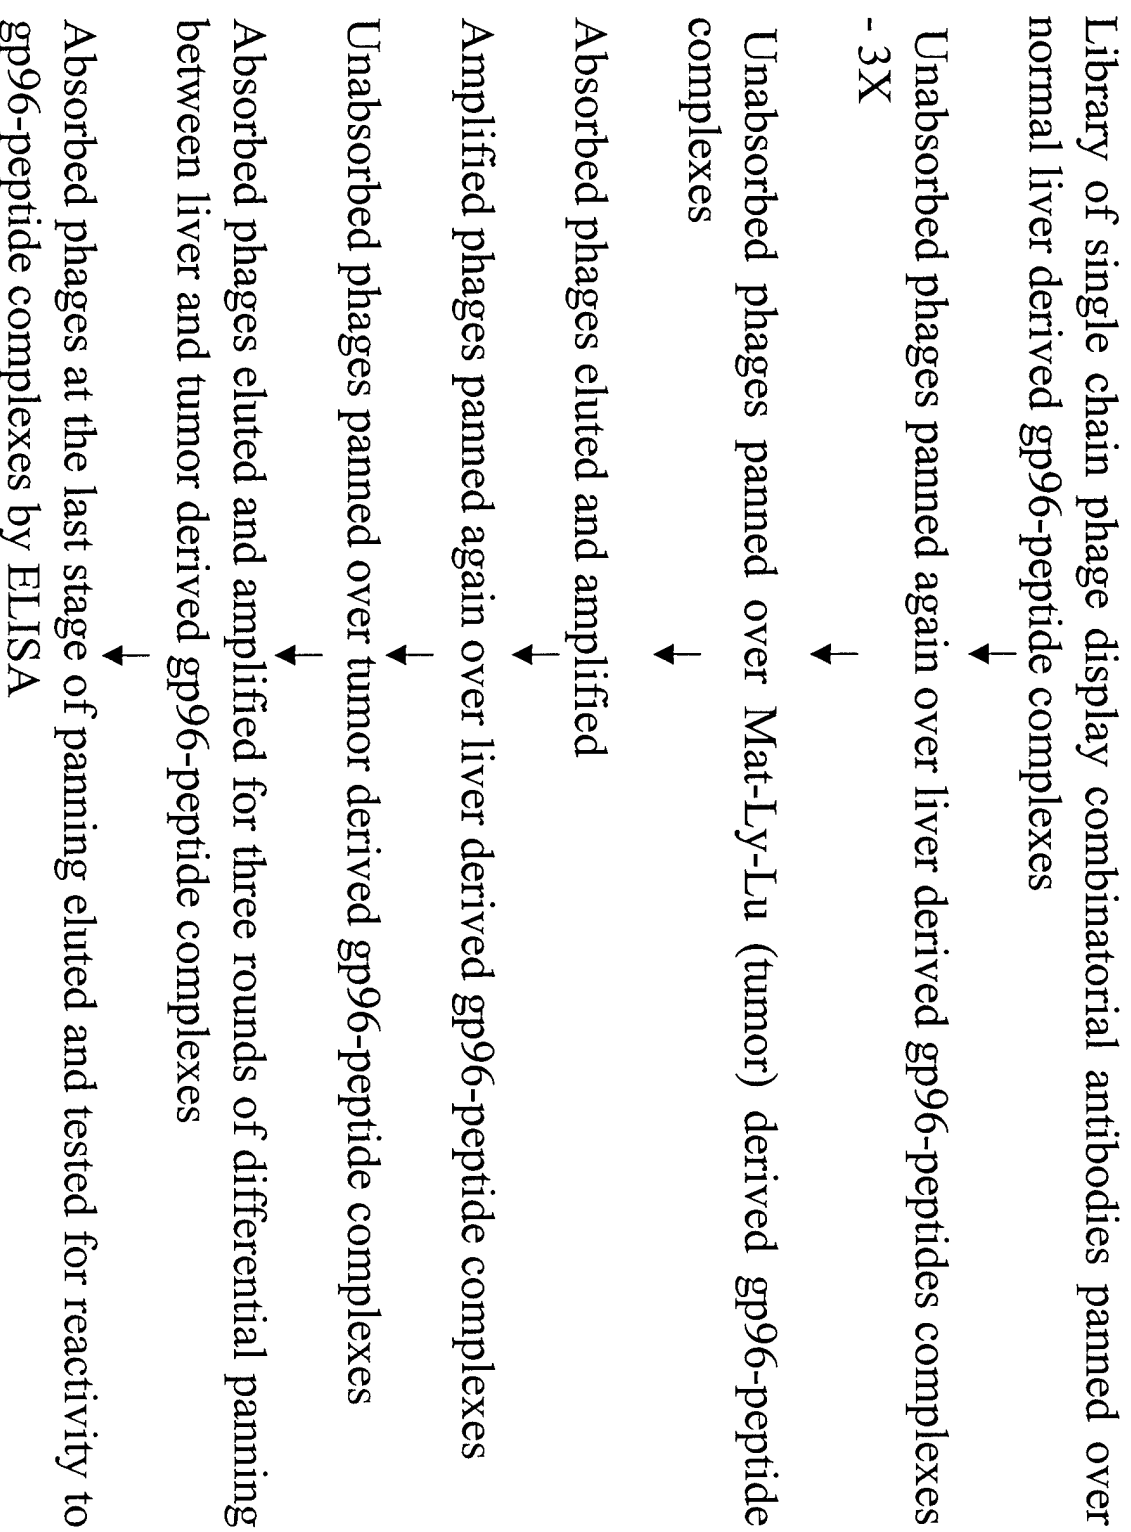 Library of single chain phage display combinatorial antibodies panned over
normal liver derived gp96-peptide complexes
Unabsorbed phages panned again over liver derived gp96-peptides complexes
- 3X
Unabsorbed phages panned over Mat-Ly-Lu (tumor) derived gp96-peptide
complexes
Absorbed phages eluted and amplified
Amplified phages panned again over liver derived gp96-peptide complexes
Unabsorbed phages panned over tumor derived gp96-peptide complexes
Absorbed phages eluted and amplified for three rounds of differential panning
between liver and tumor derived gp96-peptide complexes
Absorbed phages at the last stage of panning eluted and tested for reactivity to
gp96-peptide complexes by ELISA